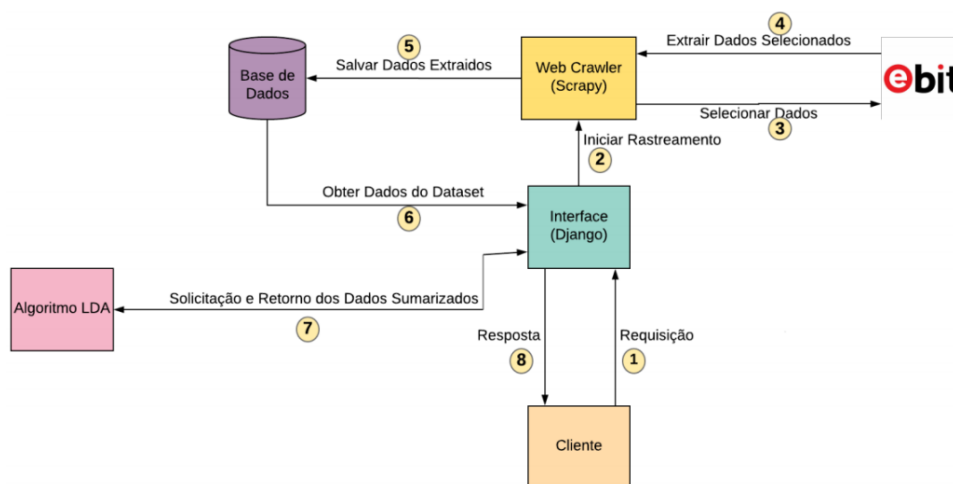 4
Extrair Dados Selecionados
5
Salvar Dados Extraidos
Base de
Dados
Web Crawler
(Scrapy)
ebit
Selecionar Dados
3
Iniciar Rastreamento
2
Obter Dados do Dataset
6
Interface
(Django)
Algoritmo LDA
Solicitação e Retorno dos Dados Sumarizados
7
Resposta
8
Requisição
1
Cliente